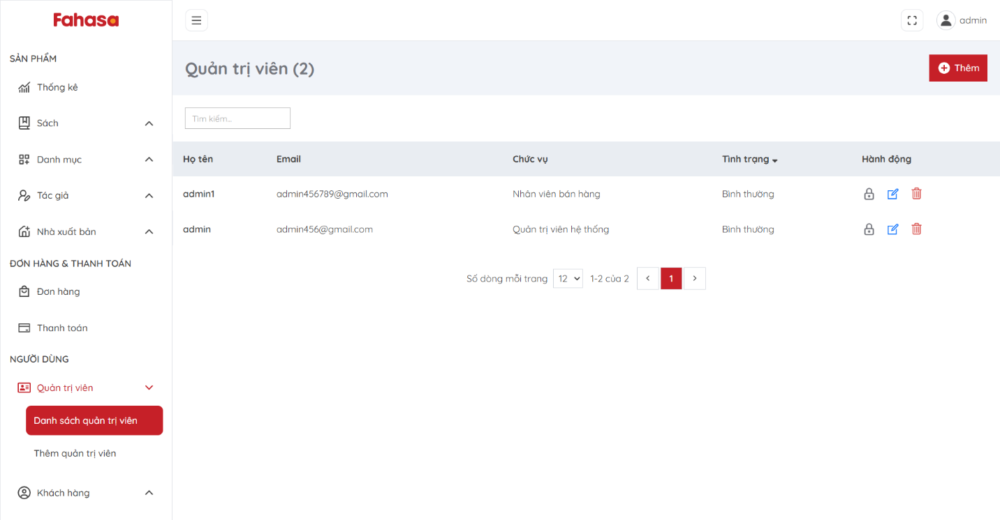 Fahasa
admin
SẢN PHẨM
Thống kê
Sách
Danh mục
Tác giả
Nhà xuất bản
ĐƠN HÀNG & THANH TOÁN
Đơn hàng
Thanh toán
NGƯỜI DÙNG
Quản trị viên
Danh sách quản trị viên
Thêm quản trị viên
Khách hàng
Quản trị viên (2)
Thêm
Tìm kiếm...
Họ tên Email Chức vụ Tình trạng Hành động
admin1 admin456789@gmail.com Nhân viên bán hàng Bình thường
admin admin456@gmail.com Quản trị viên hệ thống Bình thường
Số dòng mỗi trang 12 1-2 của 2 1